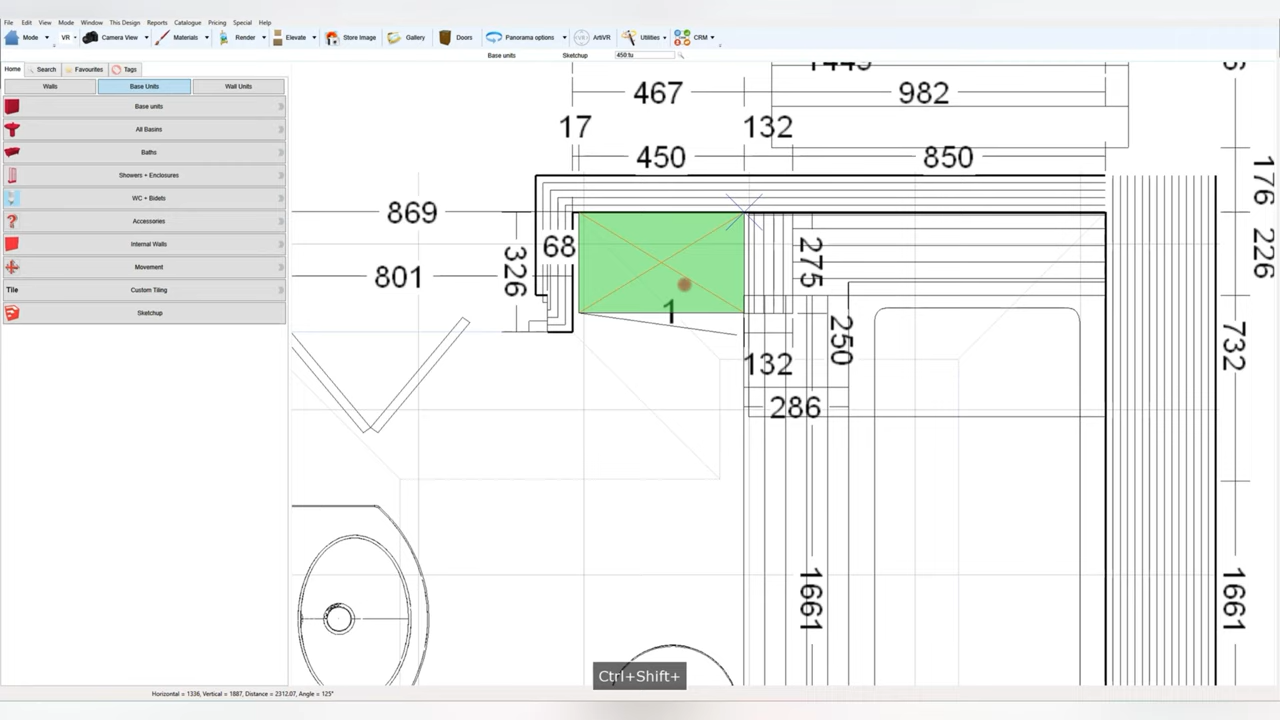 File Edit View Mode Window This Design Reports Catalogue Pricing Special Help
Mode VR Camera View Materials Render Elevate Store Image Gallery Doors Panorama options ArtiVR Utilities CRM
Base units Sketchup 450 tu
Home Search Favourites Tags
Walls Base Units Wall Units
Base units
All Basins
Baths
Showers + Enclosures
WC + Bidets
Accessories
Internal Walls
Movement
Tile Custom Tiling
Sketchup
467 982
17 132
450 850
176
869
68 326 275 226
801
1
250 732
132
286
1661 1661
Ctrl+Shift+
Horizontal = 1336, Vertical = 1887, Distance = 2312.07, Angle = 125°